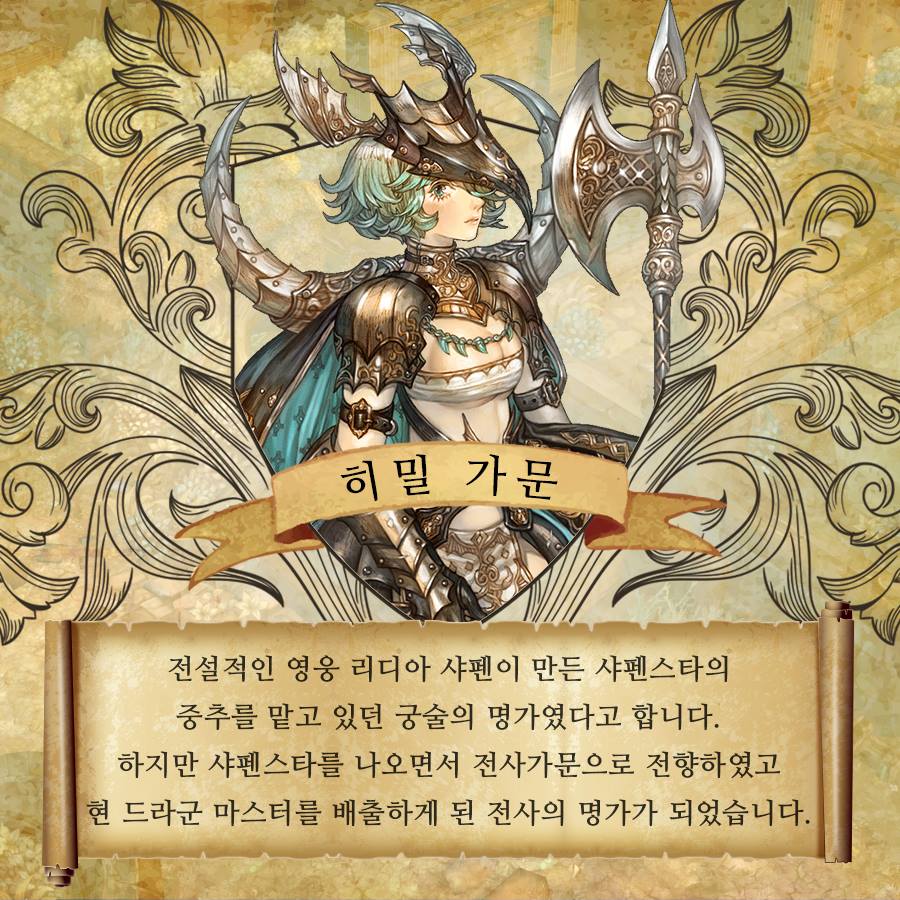 히밀 가문
전설적인 영웅 리디아 샤펜이 만든 샤펜스타의
중추를 맡고 있던 궁술의 명가였다고 합니다.
하지만 샤펜스타를 나오면서 전사가문으로 전향하였고
현 드라군 마스터를 배출하게 된 전사의 명가가 되었습니다.